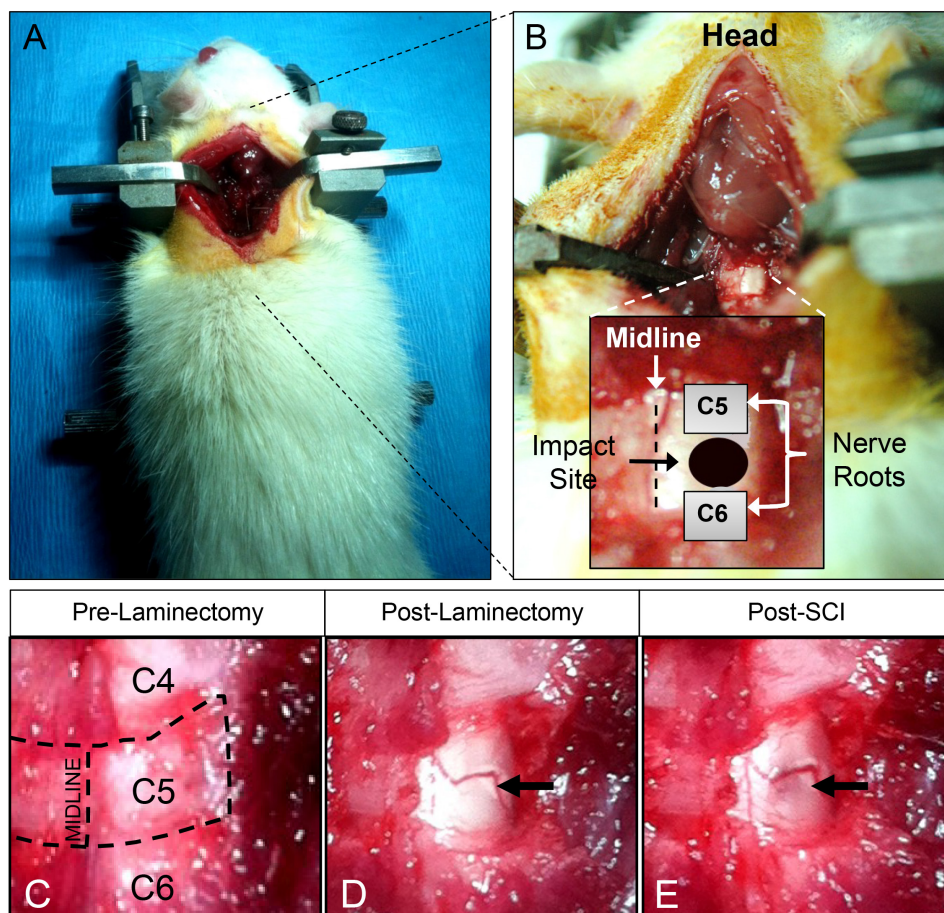 A
B
Head
Midline
C5
Impact
Site
Nerve
Roots
C6
Pre-Laminectomy
Post-Laminectomy
Post-SCI
C4
MIDLINE
C5
C6
C
D
E